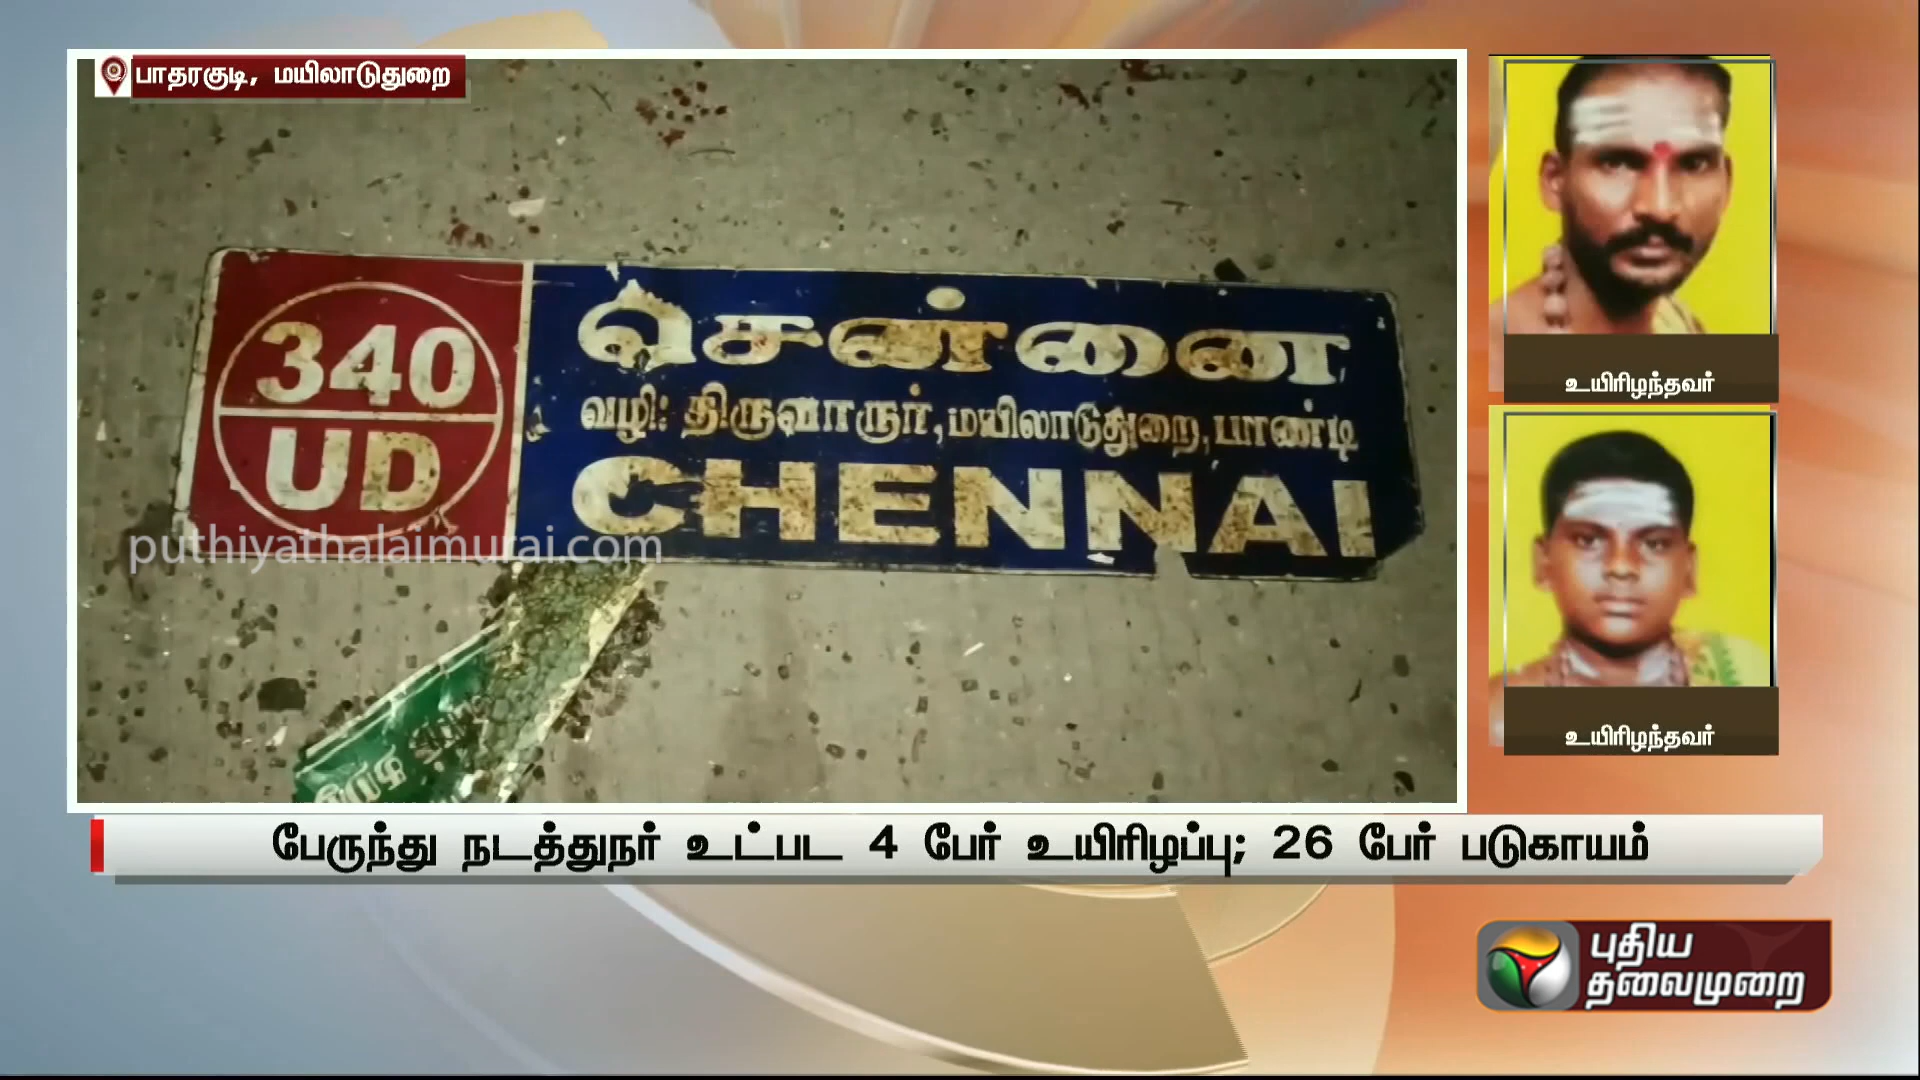 பாதரகுடி, மயிலாடுதுறை
340
UD
சென்னை
வழி: திருவாரூர், மயிலாடுதுறை, பாண்டி
CHENNAI
puthiyathalaimurai.com
உயிரிழந்தவர்
உயிரிழந்தவர்
பேருந்து நடத்துநர் உட்பட 4 பேர் உயிரிழப்பு; 26 பேர் படுகாயம்
புதிய
தலைமுறை